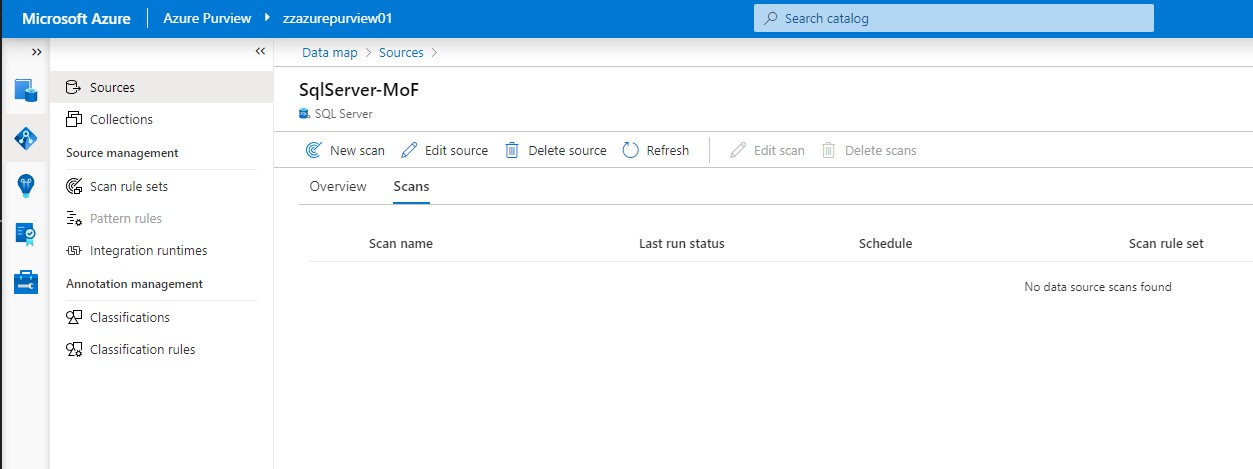 Microsoft Azure Azure Purview zzazurepurview01 Search catalog
Sources
Collections
Source management
Scan rule sets
Pattern rules
Integration runtimes
Annotation management
Classifications
Classification rules
Data map > Sources >
SqlServer-MoF
SQL Server
New scan Edit source Delete source Refresh Edit scan Delete scans
Overview Scans
Scan name Last run status Schedule Scan rule set
No data source scans found